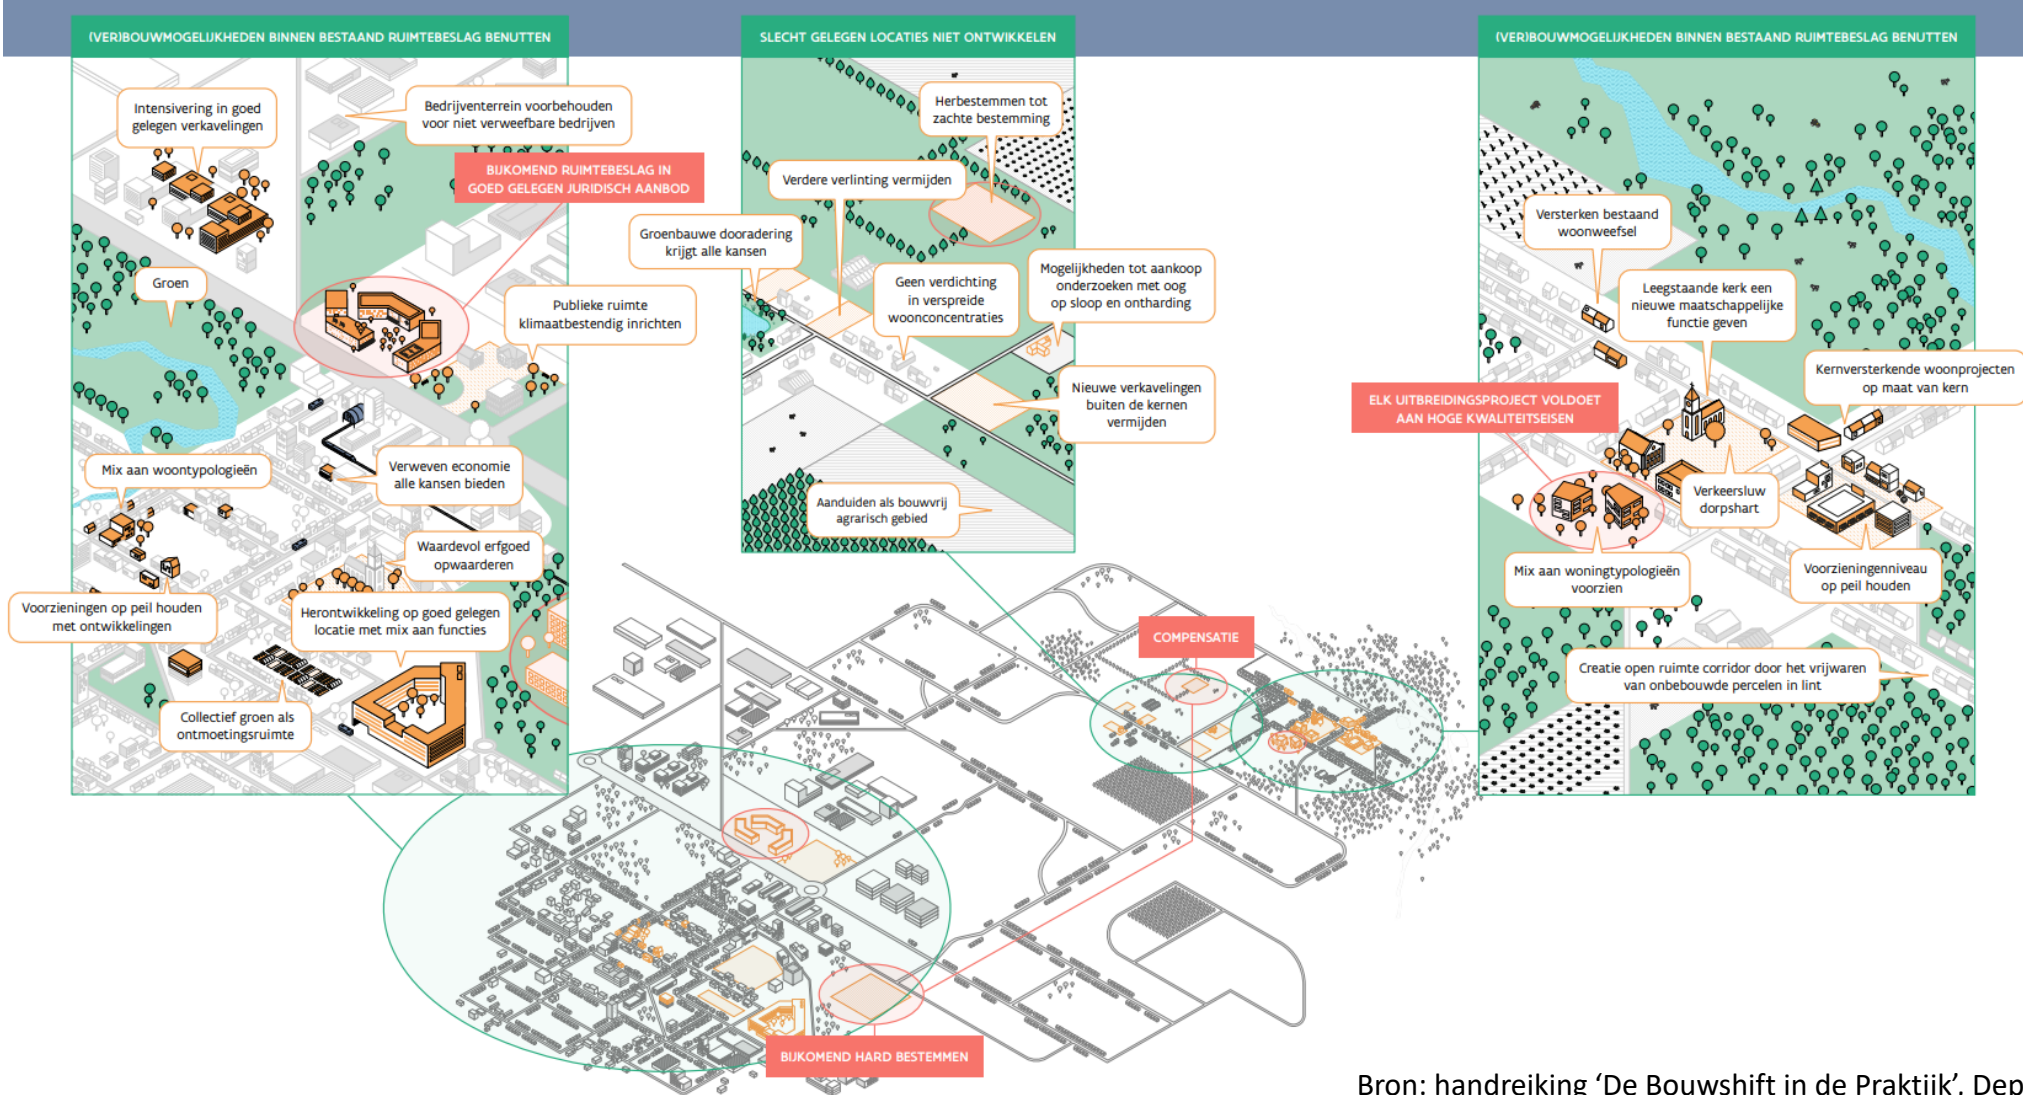 (VER)BOUWMOGELIJKHEDEN BINNEN BESTAAND RUIMTEBESLAG BENUTTEN
Intensivering in goed
gelegen verkavelingen
Bedrijventerrein voorbehouden
voor niet verweefbare bedrijven
BIJKOMEND RUIMTEBESLAG IN
GOED GELEGEN JURIDISCH AANBOD
Groen
Publieke ruimte
klimaatbestendig inrichten
Mix aan woontypologieën
Verweven economie
alle kansen bieden
Waardevol erfgoed
opwaarderen
Voorzieningen op peil houden
met ontwikkelingen
Herontwikkeling op goed gelegen
locatie met mix aan functies
Collectief groen als
ontmoetingsruimte
SLECHT GELEGEN LOCATIES NIET ONTWIKKELEN
Herbestemmen tot
zachte bestemming
Verdere verlinting vermijden
Groenbauwe dooradering
krijgt alle kansen
Geen verdichting
in verspreide
woonconcentraties
Mogelijkheden tot aankoop
onderzoeken met oog
op sloop en ontharding
Nieuwe verkavelingen
buiten de kernen
vermijden
Aanduiden als bouwvrij
agrarisch gebied
(VER)BOUWMOGELIJKHEDEN BINNEN BESTAAND RUIMTEBESLAG BENUTTEN
Versterken bestaand
woonweefsel
Leegstaande kerk een
nieuwe maatschappelijke
functie geven
Kernversterkende woonprojecten
op maat van kern
ELK UITBREIDINGSPROJECT VOLDOET
AAN HOGE KWALITEITSEISEN
Verkeersluw
dorpshart
Mix aan woningtypologieën
voorzien
Voorzieningenniveau
op peil houden
Creatie open ruimte corridor door het vrijwaren
van onbebouwde percelen in lint
COMPENSATIE
BIJKOMEND HARD BESTEMMEN
Bron: handreiking ‘De Bouwshift in de Praktijk’, Dep